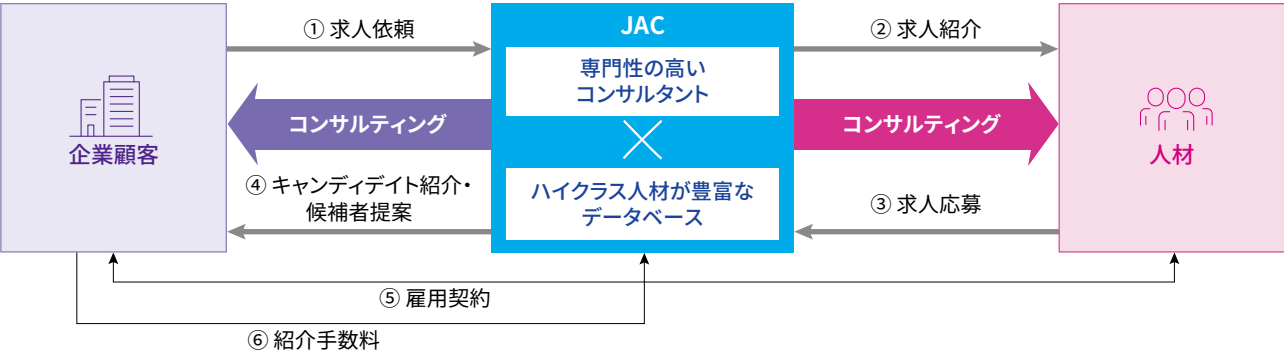 ① 求人依頼
JAC
② 求人紹介
専門性の高い
コンサルタント
コンサルティング
コンサルティング
企業顧客
人材
④ キャンディデイト紹介・
候補者提案
ハイクラス人材が豊富な
データベース
③ 求人応募
⑤ 雇用契約
⑥ 紹介手数料